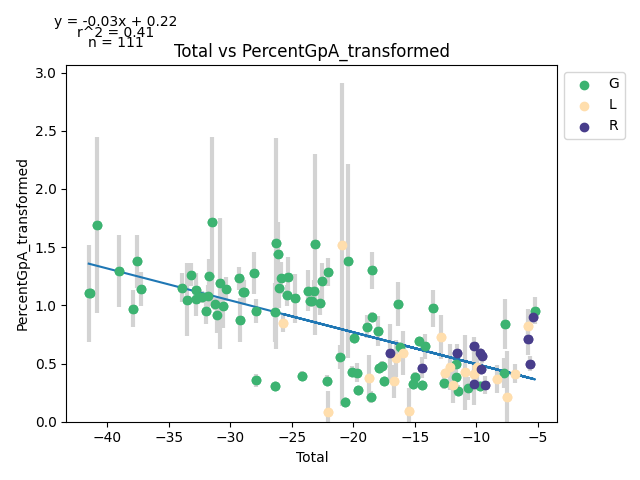 y = -0.03x + 0.22
r^2 = 0.41
n = 111
Total vs PercentGpA_transformed
G
L
R
PercentGpA_transformed
3.0
2.5
2.0
1.5
1.0
0.5
0.0
−40 −35 −30 −25 −20 −15 −10 −5
Total